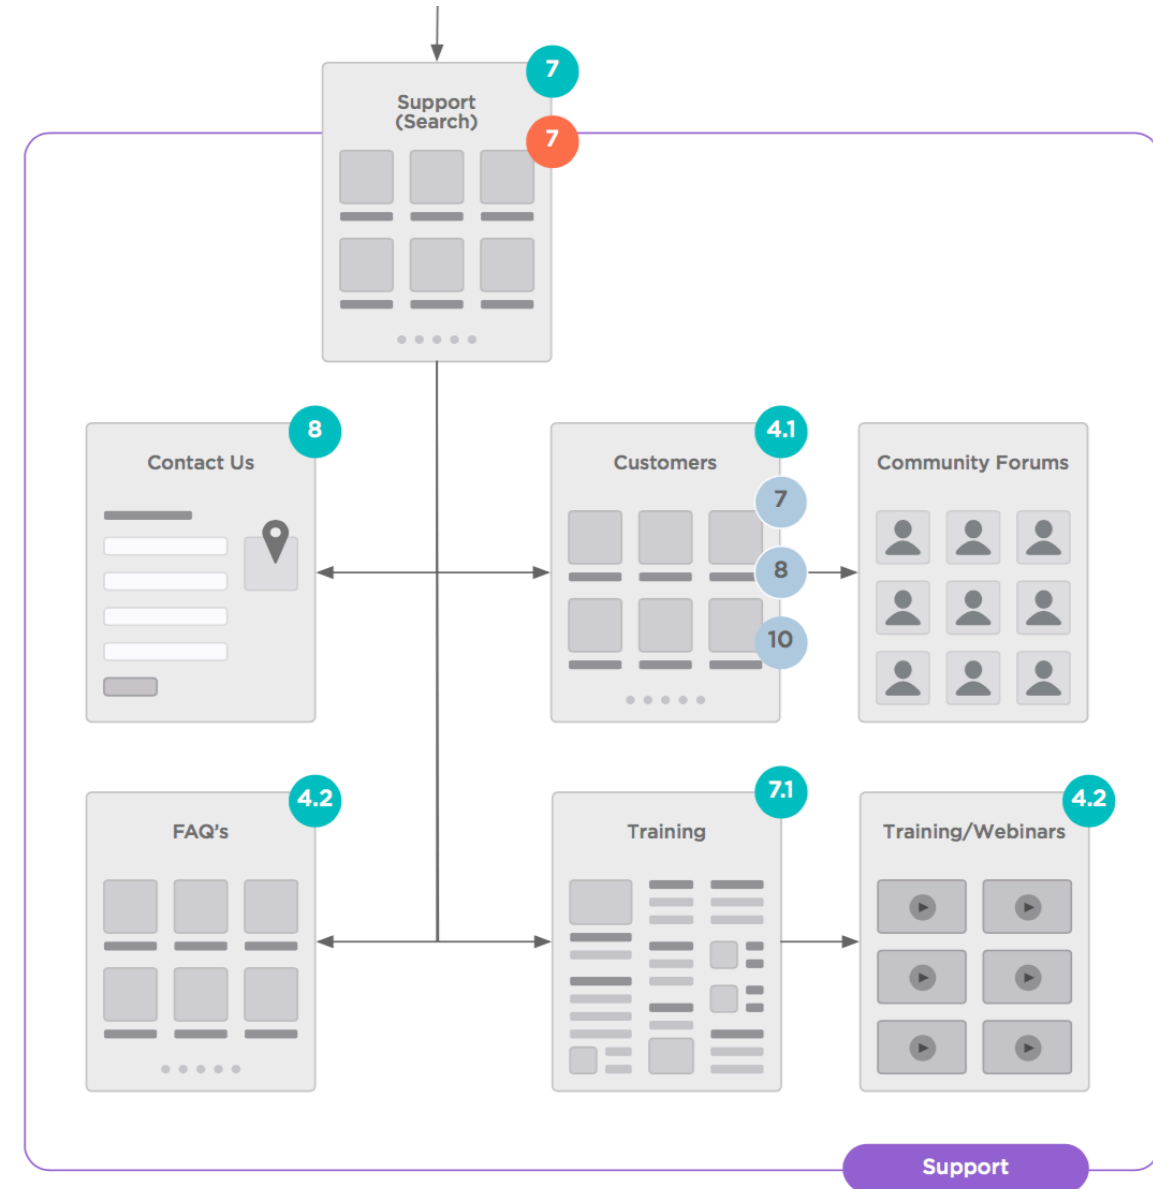 7
Support
(Search)
7
8
Contact Us
4.1
Customers
7
8
10
Community Forums
4.2
FAQ's
7.1
Training
4.2
Training/Webinars
Support